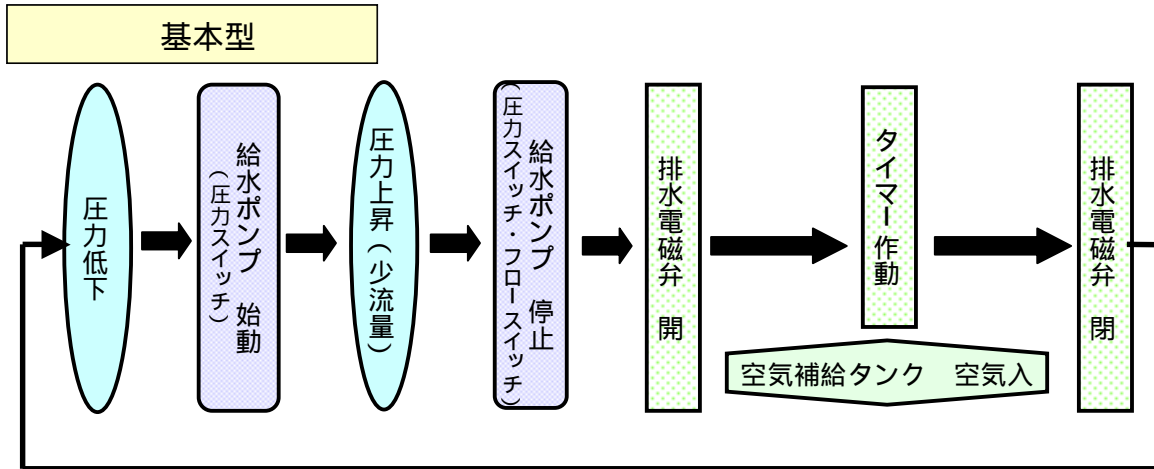 基本型
圧力低下
給水ポンプ　始動
(圧力スイッチ)
圧力上昇(少流量)
給水ポンプ　停止
(圧力スイッチ・フロースイッチ)
排水電磁弁　開
タイマー作動
空気補給タンク　空気入
排水電磁弁　閉